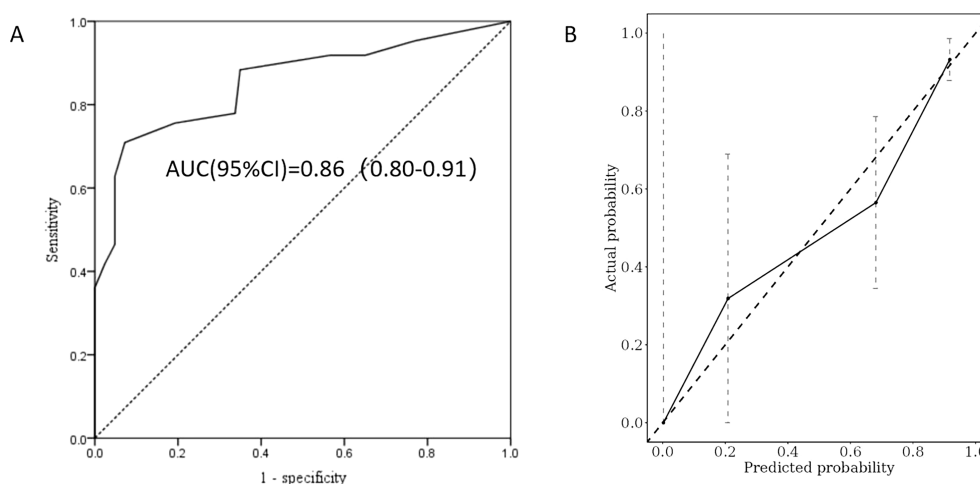 A
1.0
0.8
0.6
0.4
0.2
0.0
Sensitivity
AUC(95%CI)=0.86 (0.80-0.91)
0.0 0.2 0.4 0.6 0.8 1.0
1 - specificity
B
1.0
0.8
0.6
0.4
0.2
0.0
Actual probability
0.0 0.2 0.4 0.6 0.8 1.0
Predicted probability